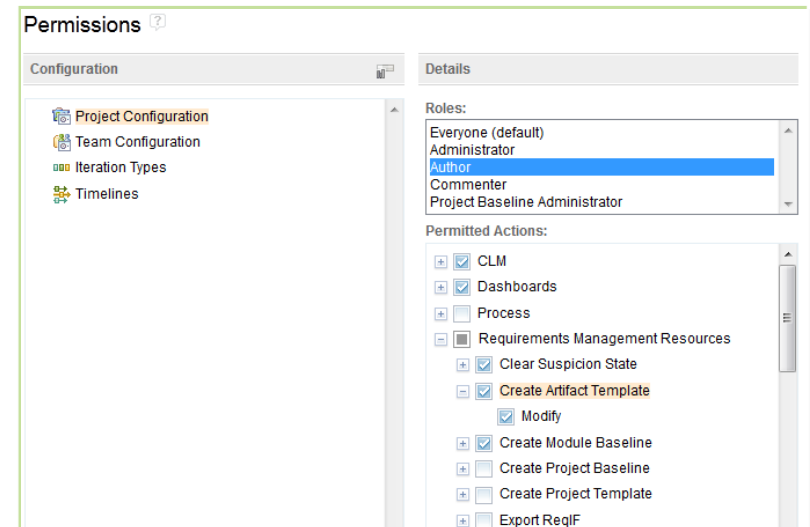 Permissions ?
Configuration
Project Configuration
Team Configuration
Iteration Types
Timelines
Details
Roles:
Everyone (default)
Administrator
Author
Commenter
Project Baseline Administrator
Permitted Actions:
CLM
Dashboards
Process
Requirements Management Resources
Clear Suspicion State
Create Artifact Template
Modify
Create Module Baseline
Create Project Baseline
Create Project Template
Export ReqIF